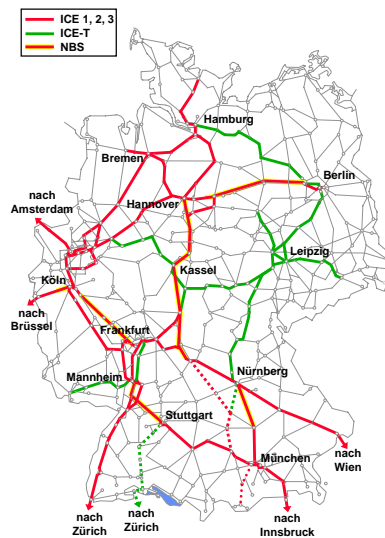 ICE 1, 2, 3
ICE-T
NBS
Hamburg
Bremen
Berlin
nach
Amsterdam
Hannover
Leipzig
Kassel
Köln
nach
Brüssel
Frankfurt
Mannheim
Nürnberg
Stuttgart
München
nach
Wien
nach
Zürich
nach
Zürich
nach
Innsbruck